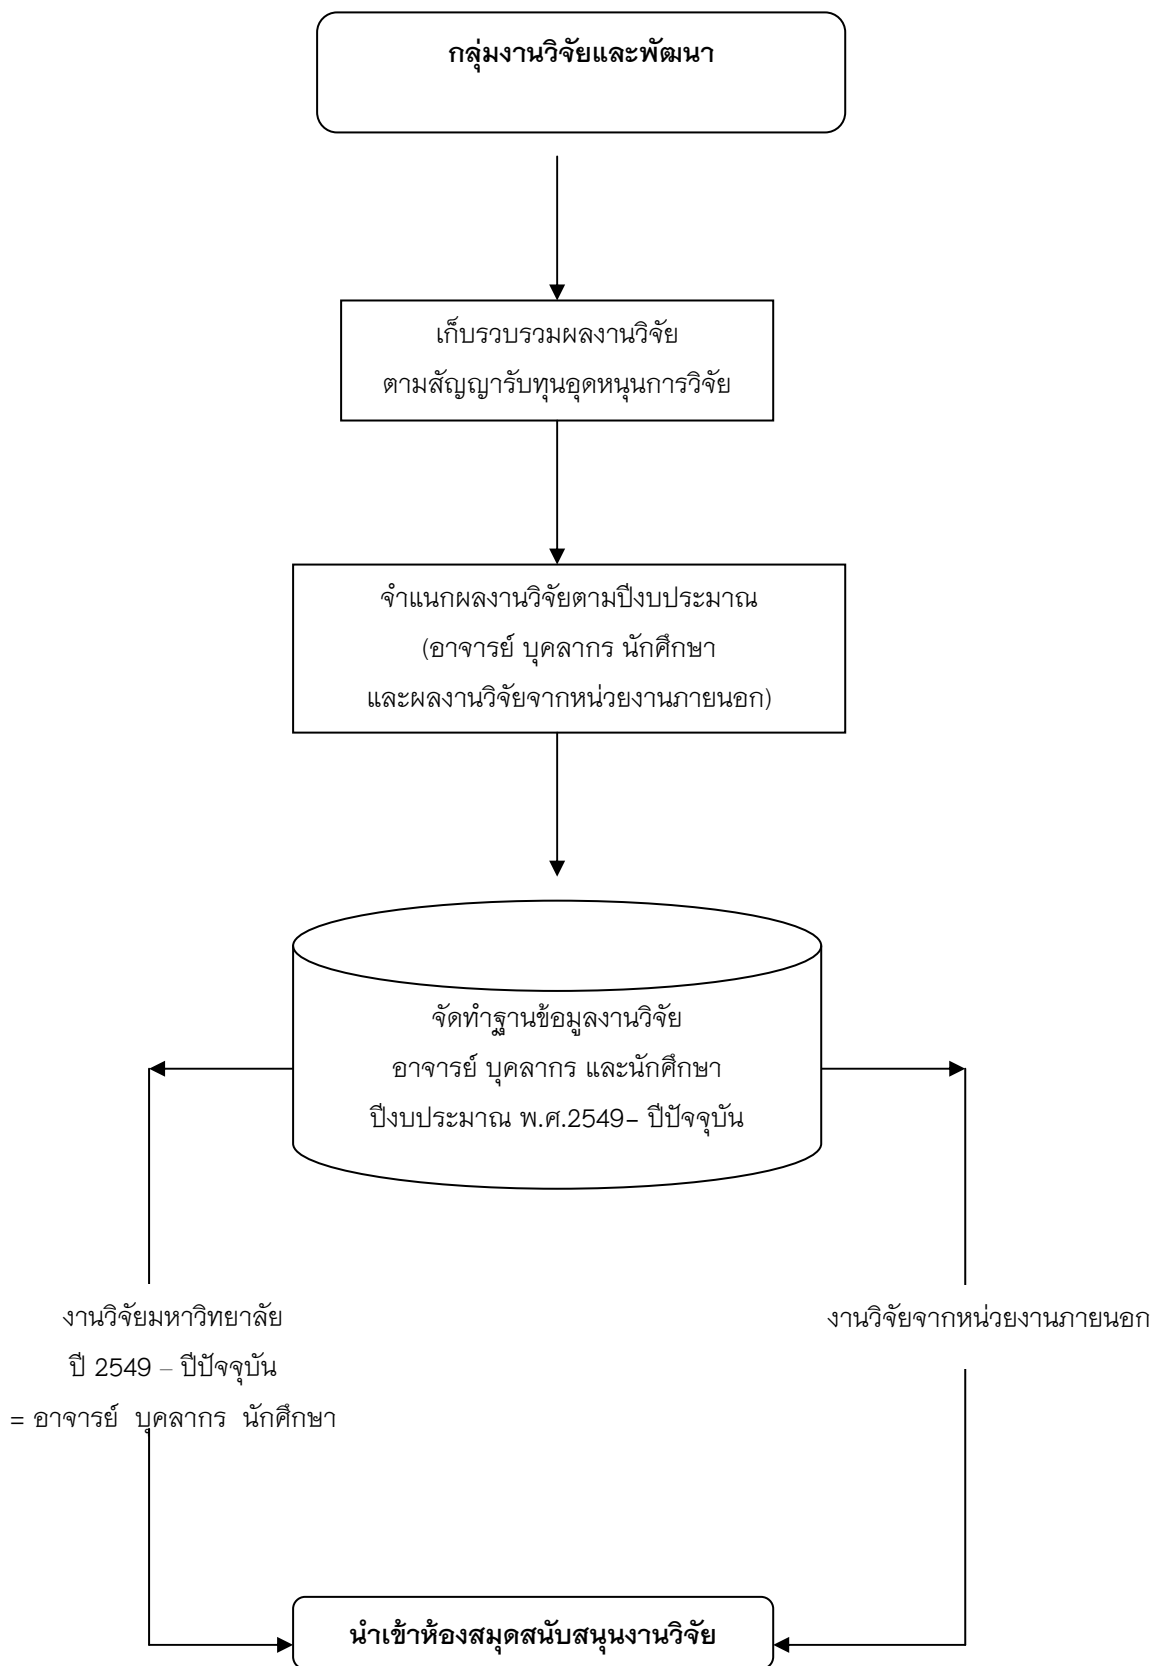 กลุ่มงานวิจัยและพัฒนา
เก็บรวบรวมผลงานวิจัย
ตามสัญญารับทุนอุดหนุนการวิจัย
จำแนกผลงานวิจัยตามปีงบประมาณ
(อาจารย์ บุคลากร นักศึกษา
และผลงานวิจัยจากหน่วยงานภายนอก)
จัดทำฐานข้อมูลงานวิจัย
อาจารย์ บุคลากร และนักศึกษา
ปีงบประมาณ พ.ศ.2549– ปีปัจจุบัน
งานวิจัยมหาวิทยาลัย
ปี 2549 – ปีปัจจุบัน
= อาจารย์  บุคลากร  นักศึกษา
งานวิจัยจากหน่วยงานภายนอก
นำเข้าห้องสมุดสนับสนุนงานวิจัย